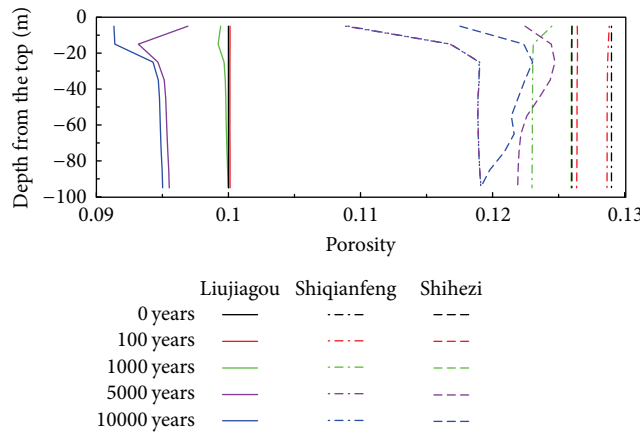 0
−20
−40
−60
−80
−100
Depth from the top (m)
0.09 0.1 0.11 0.12 0.13
Porosity
Liujiagou Shiqianfeng Shihezi
0 years
100 years
1000 years
5000 years
10000 years